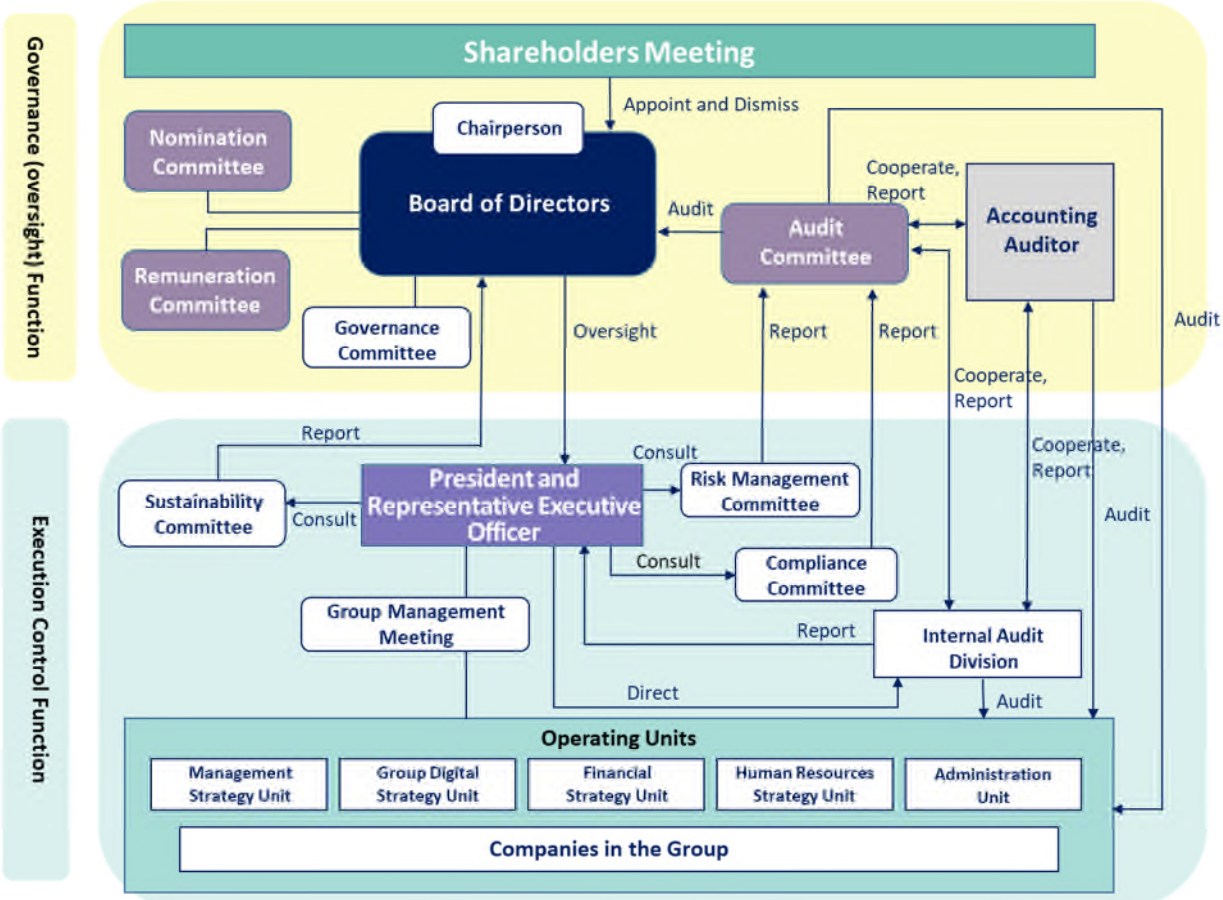 Governance (oversight) Function
Shareholders Meeting
Appoint and Dismiss
Chairperson
Board of Directors
Nomination
Committee
Remuneration
Committee
Governance
Committee
Audit
Audit
Committee
Cooperate,
Report
Accounting
Auditor
Oversight
Report
Report
Audit
Cooperate,
Report
Execution Control Function
Report
Sustainability
Committee
Consult
President and
Representative Executive
Officer
Consult
Risk Management
Committee
Cooperate,
Report
Audit
Consult
Compliance
Committee
Group Management
Meeting
Report
Internal Audit
Division
Direct
Audit
Operating Units
Management
Strategy Unit
Group Digital
Strategy Unit
Financial
Strategy Unit
Human Resources
Strategy Unit
Administration
Unit
Companies in the Group